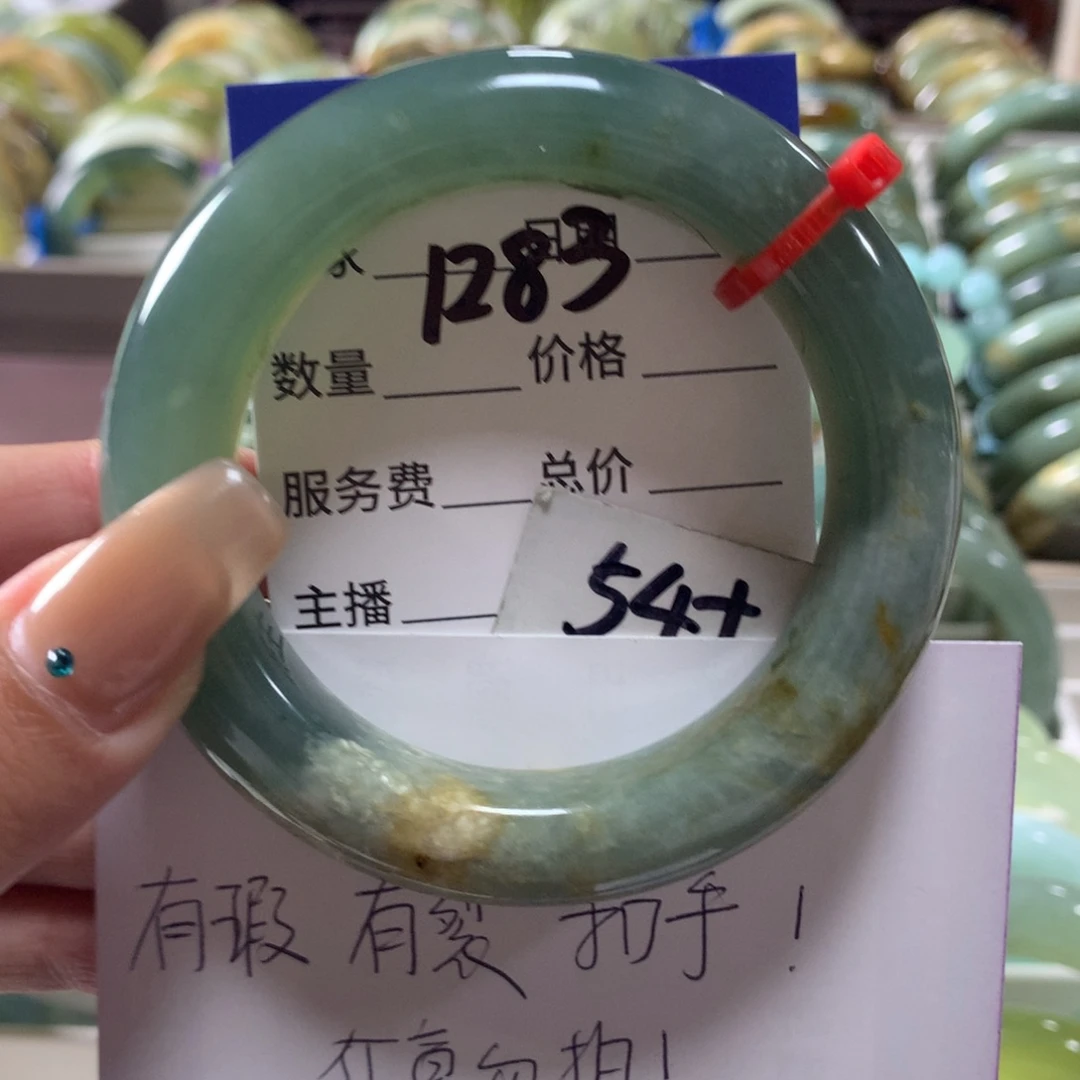 1283
数量 价格
服务费 总价
主播
54+
有瑕 有裂 扣手！